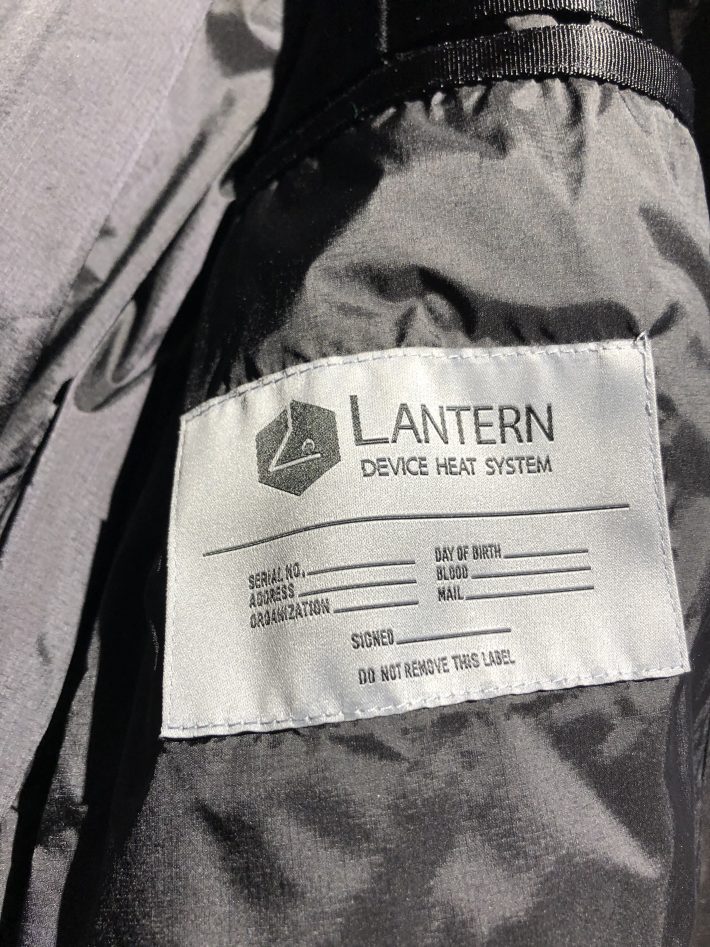 LANTERN
DEVICE HEAT SYSTEM
SERIAL NO.
ADDRESS
ORGANIZATION
DAY OF BIRTH
BLOOD
MAIL
SIGNED
DO NOT REMOVE THIS LABEL